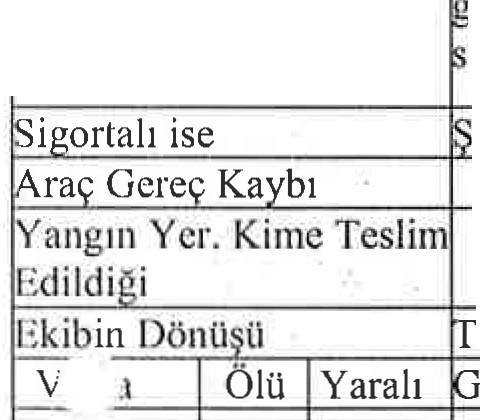 Sigortalı ise
Araç Gereç Kaybı
Yangın Yer. Kime Teslim
Edildiği
Ekibin Dönüşü
Ölü Yaralı